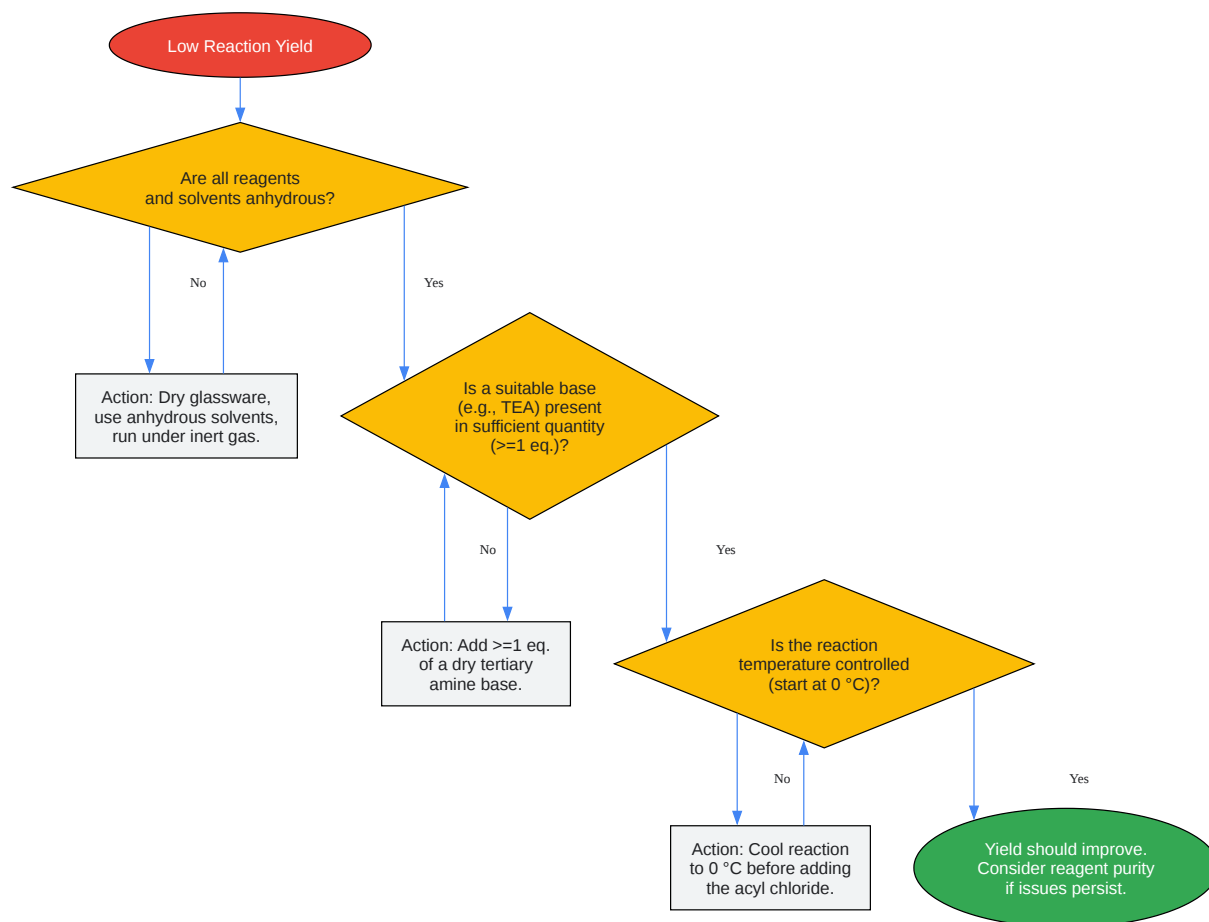 Low Reaction Yield
Are all reagents
and solvents anhydrous?
No
Yes
Action: Dry glassware,
use anhydrous solvents,
run under inert gas.
Is a suitable base
(e.g., TEA) present
in sufficient quantity
(>=1 eq.)?
No
Yes
Action: Add >=1 eq.
of a dry tertiary
amine base.
Is the reaction
temperature controlled
(start at 0 °C)?
No
Yes
Action: Cool reaction
to 0 °C before adding
the acyl chloride.
Yield should improve.
Consider reagent purity
if issues persist.